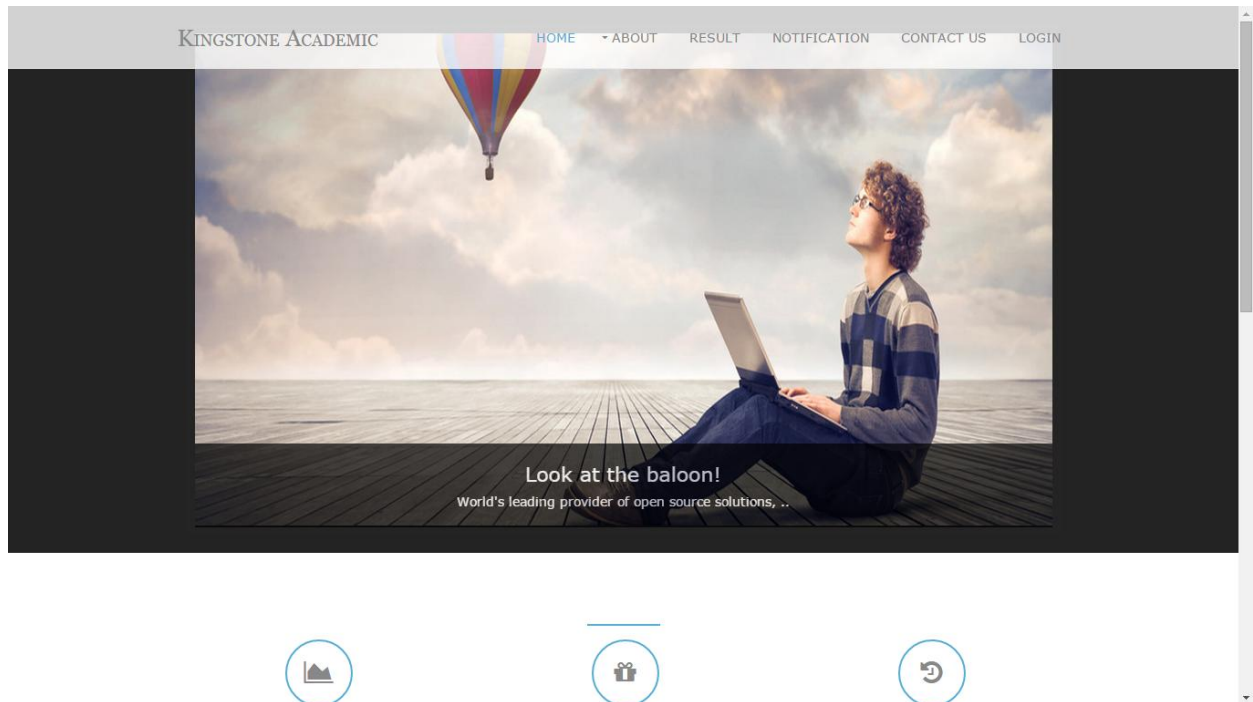 Kingstone Academic
HOME ABOUT RESULT NOTIFICATION CONTACT US LOGIN
Look at the baloon!
World's leading provider of open source solutions, ..